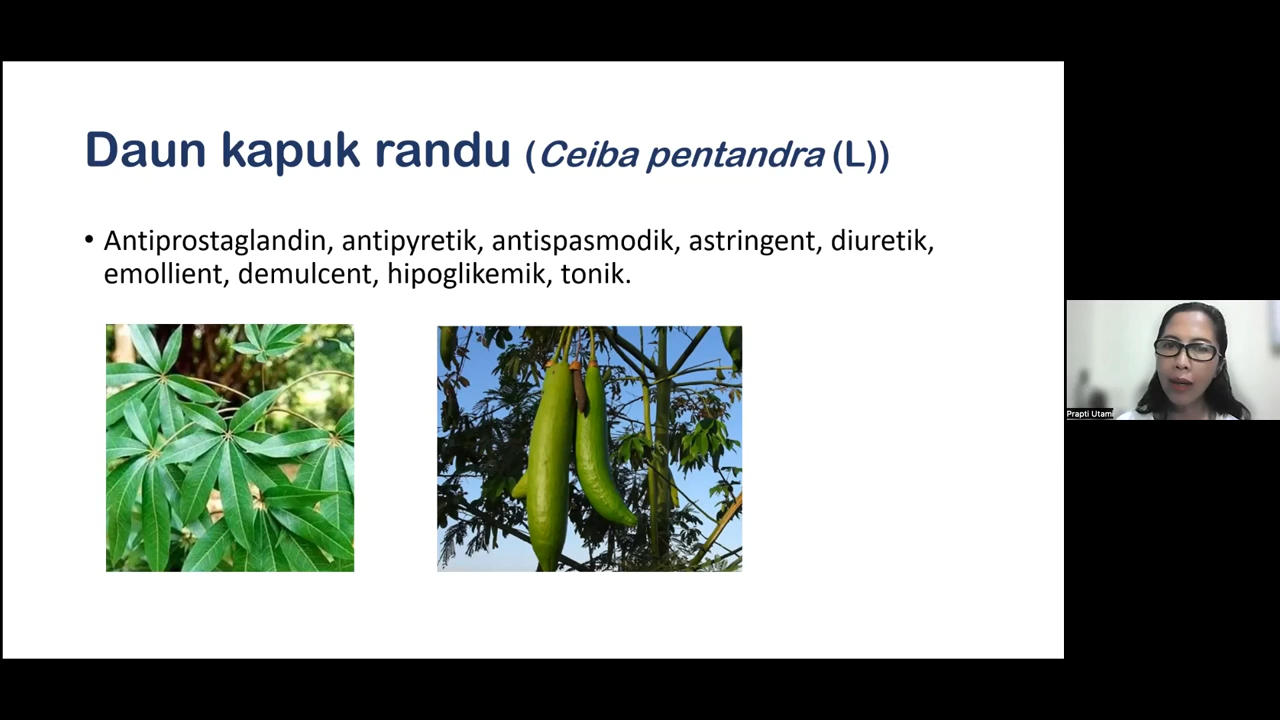 Daun kapuk randu (Ceiba pentandra (L))
• Antiprostaglandin, antipyretik, antispasmodik, astringent, diuretik,
emollient, demulcent, hipoglikemik, tonik.
Prapti Utami